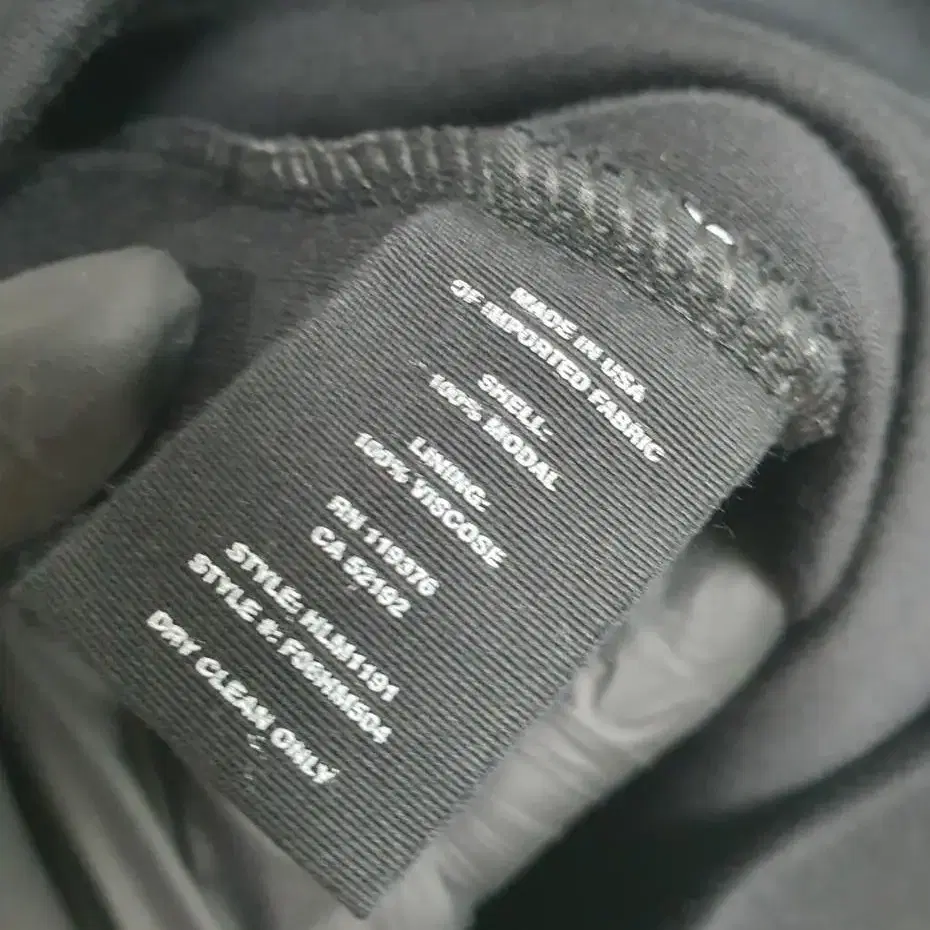 MADE IN USA
OF IMPORTED FABRIC
SHELL:
100% MODAL
LINING:
100% VISCOSE
RN 119376
CA 52192
STYLE: HLM1191
STYLE #: F06HM504
DRY CLEAN ONLY